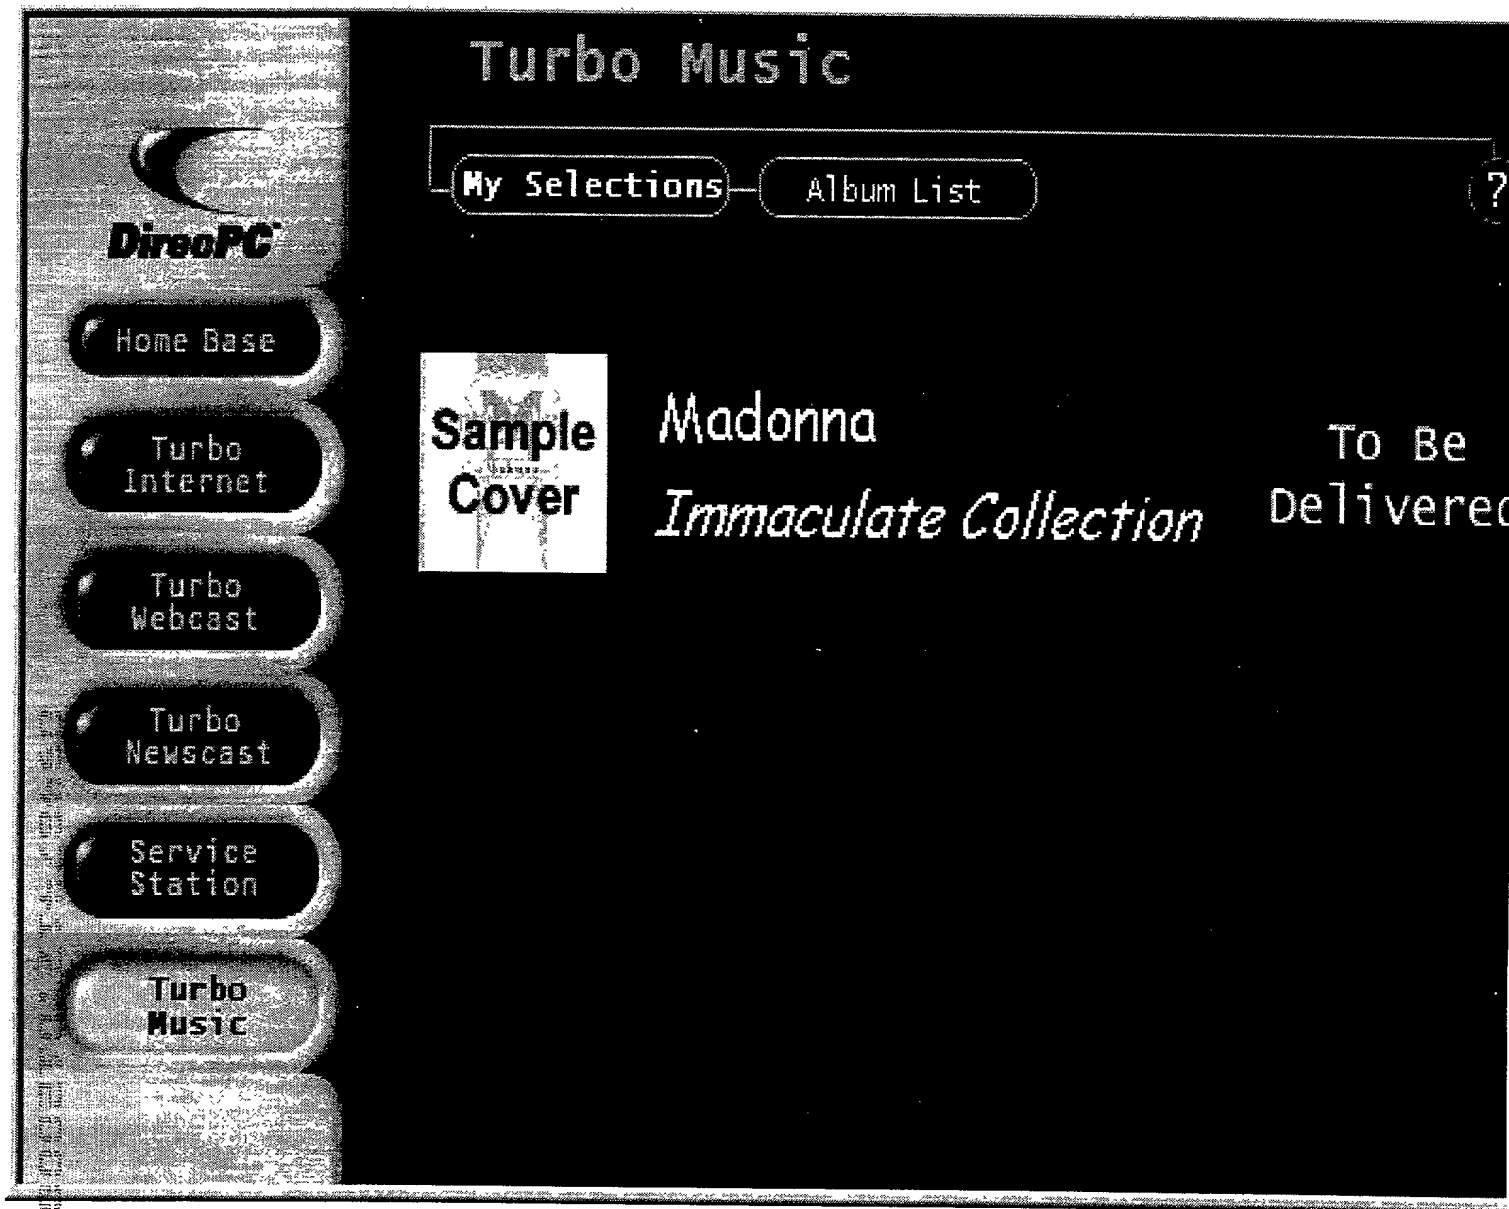 Turbo Music
My Selections
Album List
?
DirecPC
Home Base
Turbo
Internet
Turbo
Webcast
Turbo
Newscast
Service
Station
Turbo
Music
Sample
Cover
Madonna
Immaculate Collection
To Be
Delivered